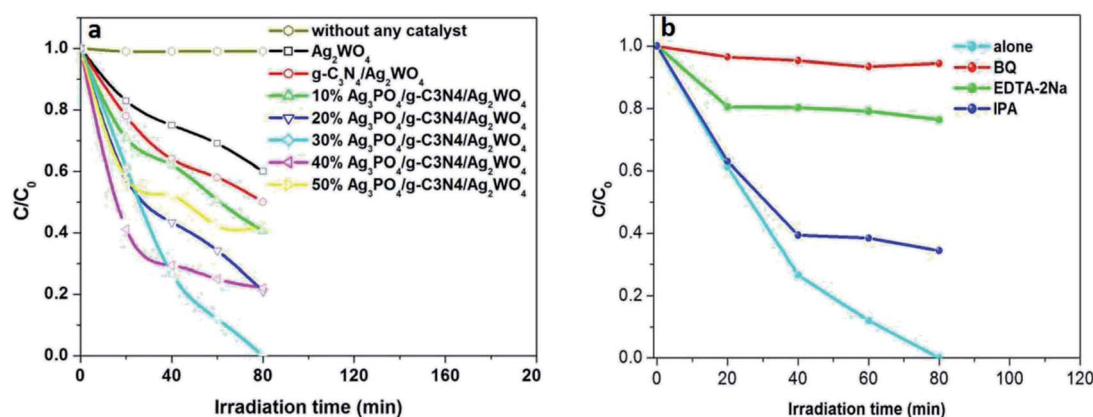 a
without any catalyst
Ag₂WO₄
g-C₃N₄/Ag₂WO₄
10% Ag₃PO₄/g-C3N4/Ag₂WO₄
20% Ag₃PO₄/g-C3N4/Ag₂WO₄
30% Ag₃PO₄/g-C3N4/Ag₂WO₄
40% Ag₃PO₄/g-C3N4/Ag₂WO₄
50% Ag₃PO₄/g-C3N4/Ag₂WO₄
C/C₀
1.0
0.8
0.6
0.4
0.2
0.0
0 40 80 120 160 20
Irradiation time (min)
b
alone
BQ
EDTA-2Na
IPA
C/C₀
1.0
0.8
0.6
0.4
0.2
0.0
0 20 40 60 80 100 120
Irradiation time (min)